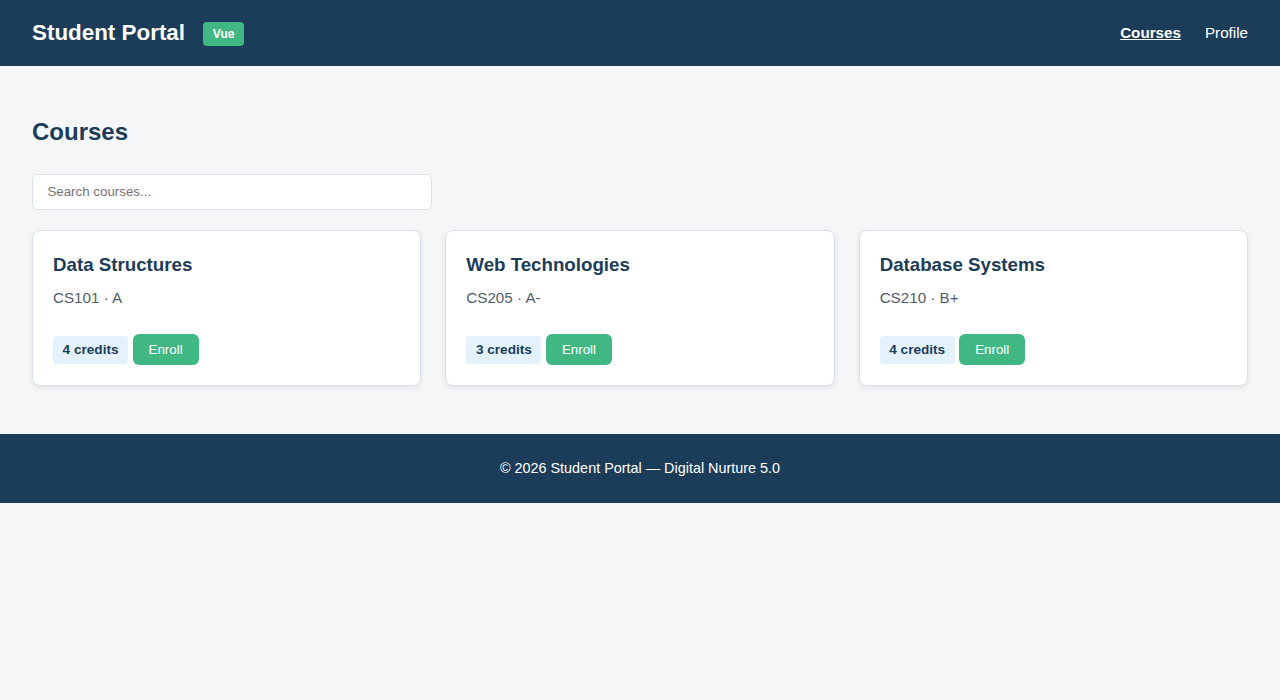 Student Portal Vue Courses Profile
Courses
Search courses...
Data Structures
CS101 · A
4 credits Enroll
Web Technologies
CS205 · A-
3 credits Enroll
Database Systems
CS210 · B+
4 credits Enroll
© 2026 Student Portal — Digital Nurture 5.0